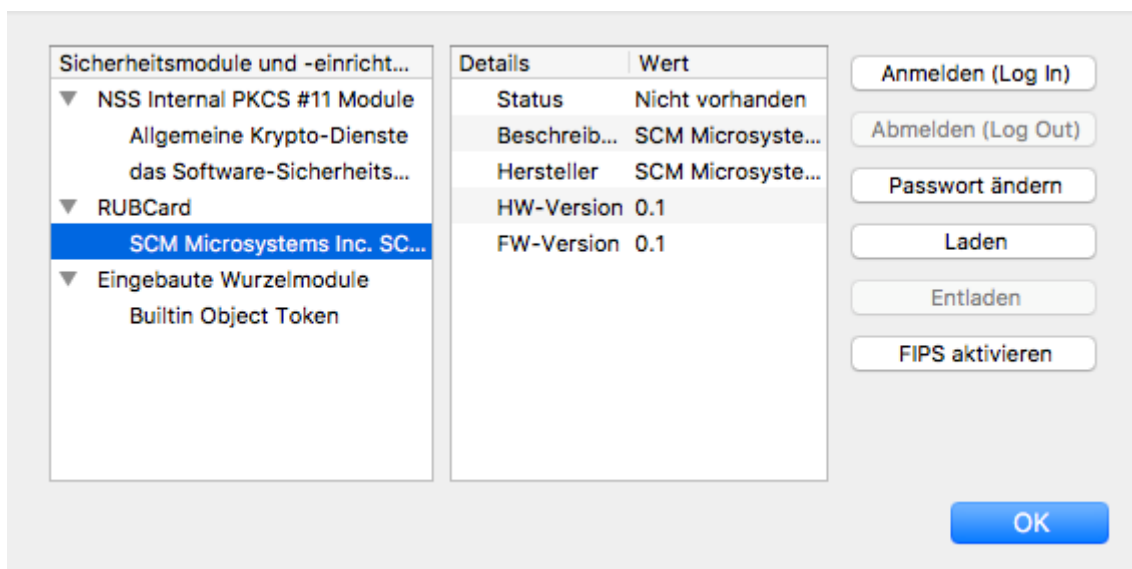 Sicherheitsmodule und -einricht...
NSS Internal PKCS #11 Module
Allgemeine Krypto-Dienste
das Software-Sicherheits...
RUBCard
SCM Microsystems Inc. SC...
Eingebaute Wurzelmodule
Builtin Object Token
Details Wert
Status Nicht vorhanden
Beschreib... SCM Microsyste...
Hersteller SCM Microsyste...
HW-Version 0.1
FW-Version 0.1
Anmelden (Log In)
Abmelden (Log Out)
Passwort ändern
Laden
Entladen
FIPS aktivieren
OK